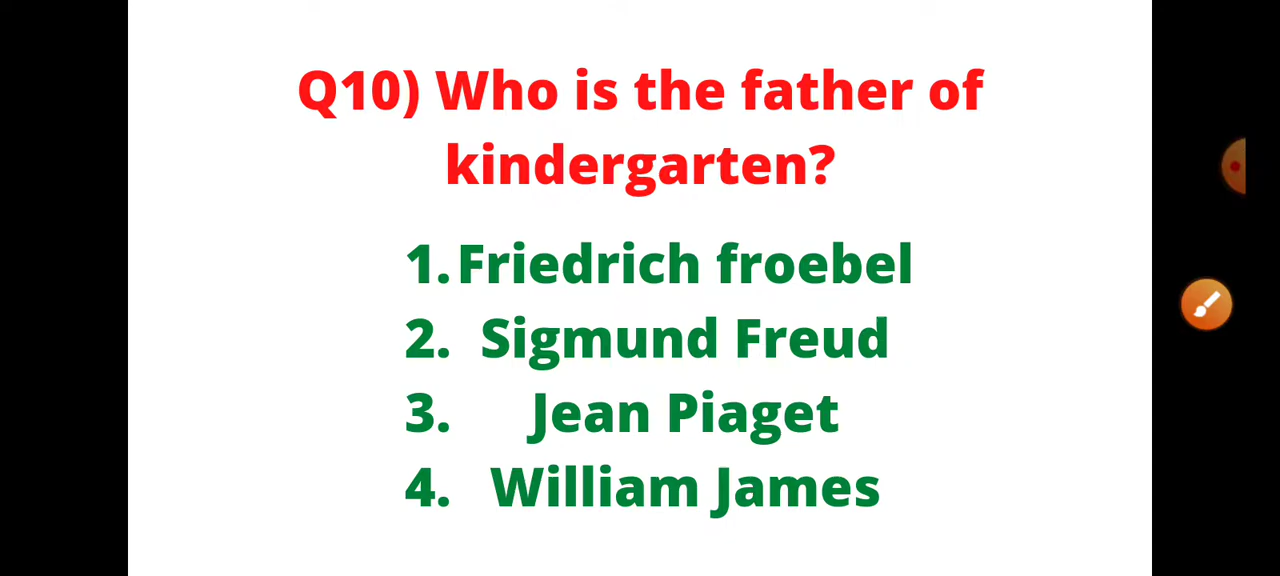 Q10) Who is the father of
kindergarten?
1. Friedrich froebel
2. Sigmund Freud
3. Jean Piaget
4. William James